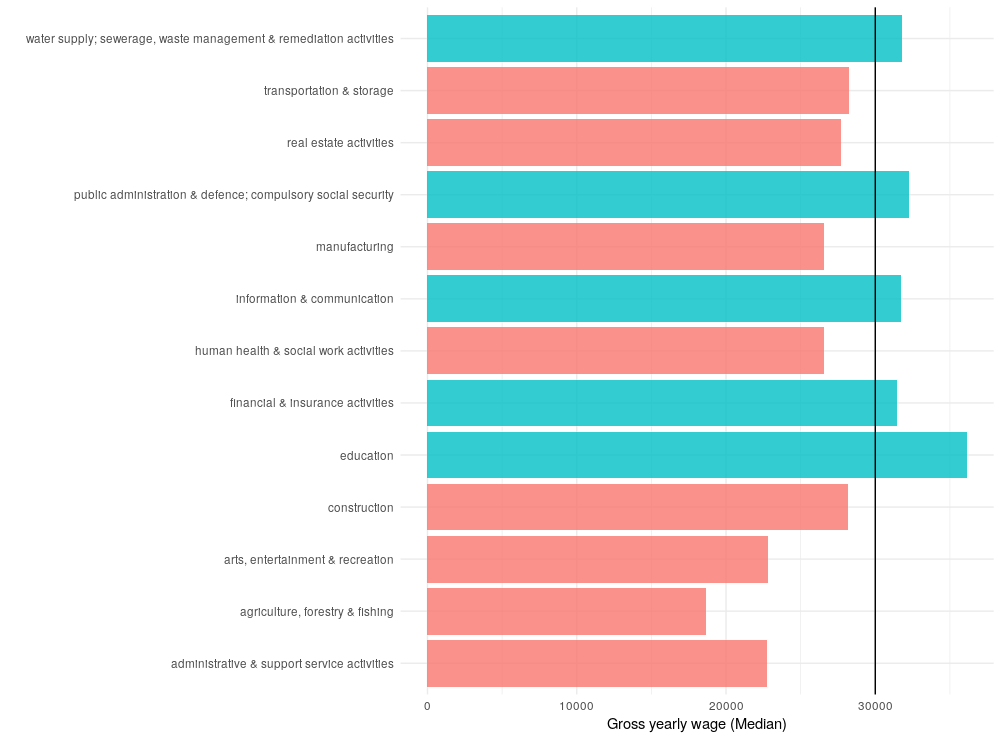 water supply; sewerage, waste management & remediation activities
transportation & storage
real estate activities
public administration & defence; compulsory social security
manufacturing
information & communication
human health & social work activities
financial & insurance activities
education
construction
arts, entertainment & recreation
agriculture, forestry & fishing
administrative & support service activities
0 10000 20000 30000
Gross yearly wage (Median)